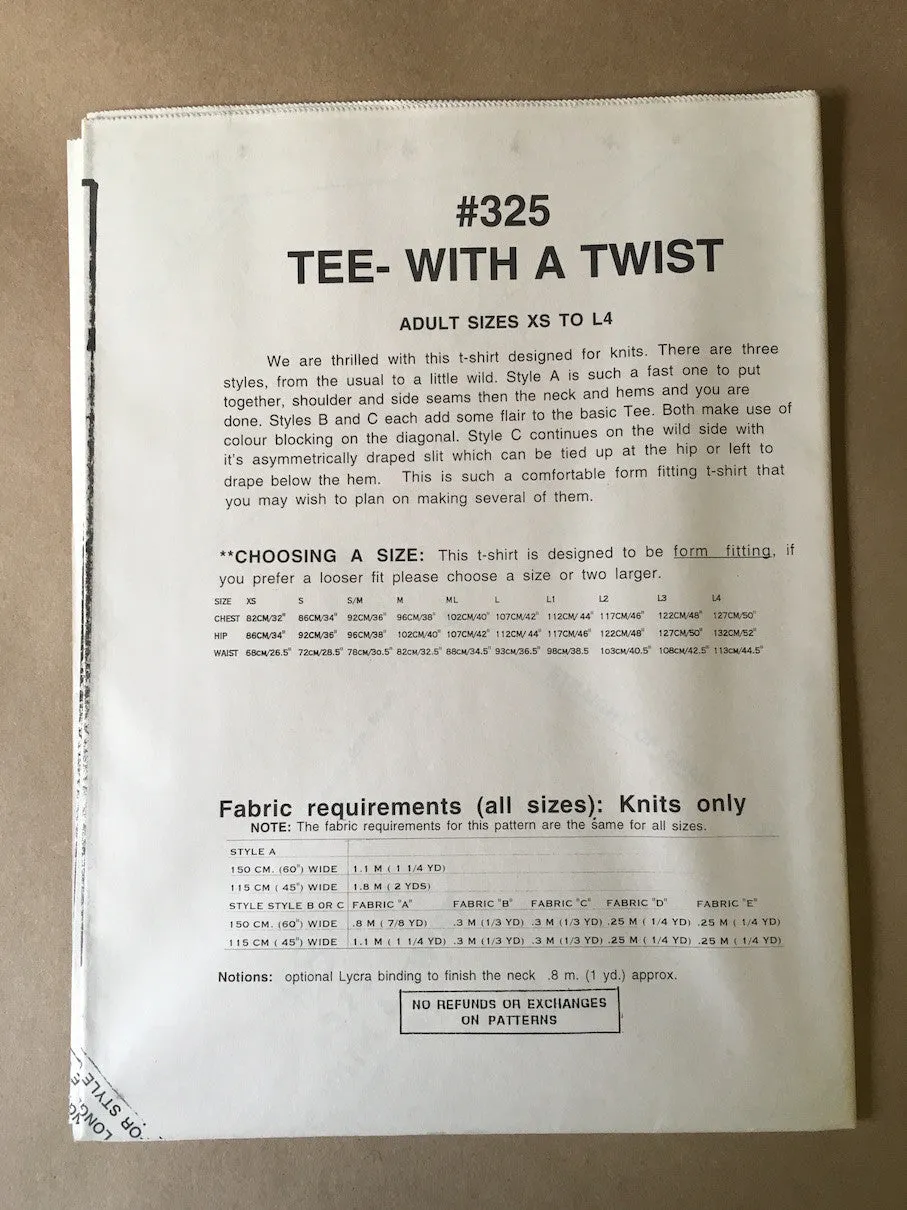 #325
TEE- WITH A TWIST
ADULT SIZES XS TO L4
We are thrilled with this t-shirt designed for knits. There are three
styles, from the usual to a little wild. Style A is such a fast one to put
together, shoulder and side seams then the neck and hems and you are
done. Styles B and C each add some flair to the basic Tee. Both make use of
colour blocking on the diagonal. Style C continues on the wild side with
it's asymmetrically draped slit which can be tied up at the hip or left to
drape below the hem. This is such a comfortable form fitting t-shirt that
you may wish to plan on making several of them.
**CHOOSING A SIZE: This t-shirt is designed to be form fitting, if
you prefer a looser fit please choose a size or two larger.
SIZE XS S S/M M ML L L1 L2 L3 L4
CHEST 82CM/32" 86CM/34" 92CM/36" 96CM/38" 102CM/40" 107CM/42" 112CM/44" 117CM/46" 122CM/48" 127CM/50"
HIP 86CM/34" 92CM/36" 96CM/38" 102CM/40" 107CM/42" 112CM/44" 117CM/46" 122CM/48" 127CM/50" 132CM/52"
WAIST 68CM/26.5" 72CM/28.5" 78CM/30.5" 82CM/32.5" 88CM/34.5" 93CM/36.5" 98CM/38.5 103CM/40.5" 108CM/42.5" 113CM/44.5"
Fabric requirements (all sizes): Knits only
NOTE: The fabric requirements for this pattern are the same for all sizes.
STYLE A
150 CM. (60") WIDE 1.1 M ( 1 1/4 YD)
115 CM ( 45") WIDE 1.8 M ( 2 YDS)
STYLE STYLE B OR C FABRIC "A" FABRIC "B" FABRIC "C" FABRIC "D" FABRIC "E"
150 CM. (60") WIDE .8 M ( 7/8 YD) .3 M (1/3 YD) .3 M (1/3 YD) .25 M ( 1/4 YD) .25 M ( 1/4 YD)
115 CM ( 45") WIDE 1.1 M ( 1 1/4 YD) .3 M (1/3 YD) .3 M (1/3 YD) .25 M ( 1/4 YD) .25 M ( 1/4 YD)
Notions: optional Lycra binding to finish the neck .8 m. (1 yd.) approx.
NO REFUNDS OR EXCHANGES
ON PATTERNS
OR STYLE
LONG